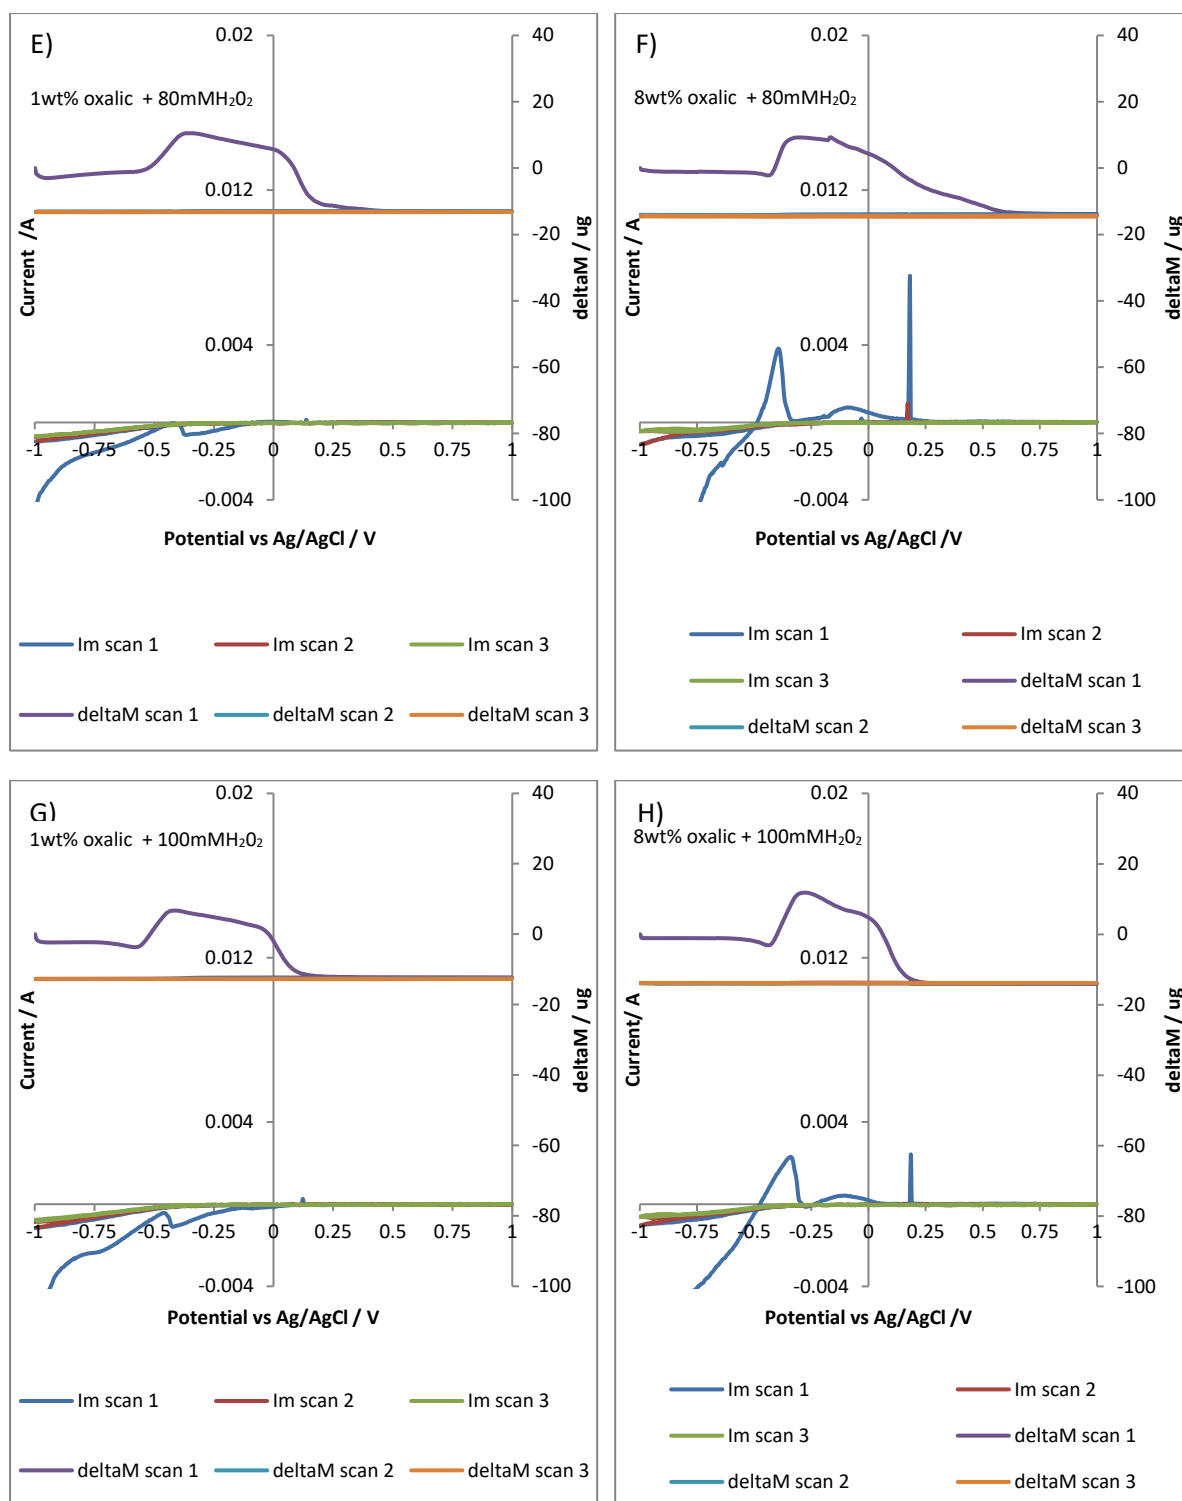 E)
1wt% oxalic + 80mMH₂0₂
0.02
0.012
0.004
-0.004
40
20
0
-20
-40
-60
-80
-100
-1 -0.75 -0.5 -0.25 0 0.25 0.5 0.75 1
Current /A
deltaM / ug
Potential vs Ag/AgCl / V
Im scan 1 Im scan 2 Im scan 3
deltaM scan 1 deltaM scan 2 deltaM scan 3
F)
8wt% oxalic + 80mMH₂0₂
0.02
0.012
0.004
-0.004
40
20
0
-20
-40
-60
-80
-100
-1 -0.75 -0.5 -0.25 0 0.25 0.5 0.75 1
Current / A
deltaM / ug
Potential vs Ag/AgCl /V
Im scan 1 Im scan 2
Im scan 3 deltaM scan 1
deltaM scan 2 deltaM scan 3
G)
1wt% oxalic + 100mMH₂0₂
0.02
0.012
0.004
-0.004
40
20
0
-20
-40
-60
-80
-100
-1 -0.75 -0.5 -0.25 0 0.25 0.5 0.75 1
Current / A
deltaM / ug
Potential vs Ag/AgCl / V
Im scan 1 Im scan 2 Im scan 3
deltaM scan 1 deltaM scan 2 deltaM scan 3
H)
8wt% oxalic + 100mMH₂0₂
0.02
0.012
0.004
-0.004
40
20
0
-20
-40
-60
-80
-100
-1 -0.75 -0.5 -0.25 0 0.25 0.5 0.75 1
Current/ A
deltaM / ug
Potential vs Ag/AgCl /V
Im scan 1 Im scan 2
Im scan 3 deltaM scan 1
deltaM scan 2 deltaM scan 3